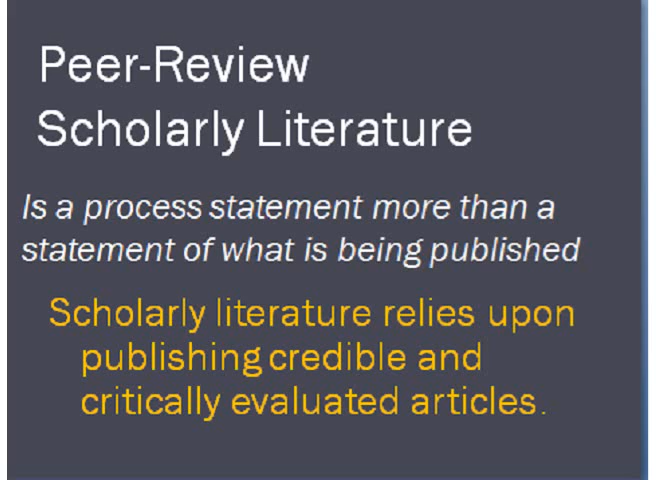 Peer-Review
Scholarly Literature
Is a process statement more than a
statement of what is being published
Scholarly literature relies upon
publishing credible and
critically evaluated articles.